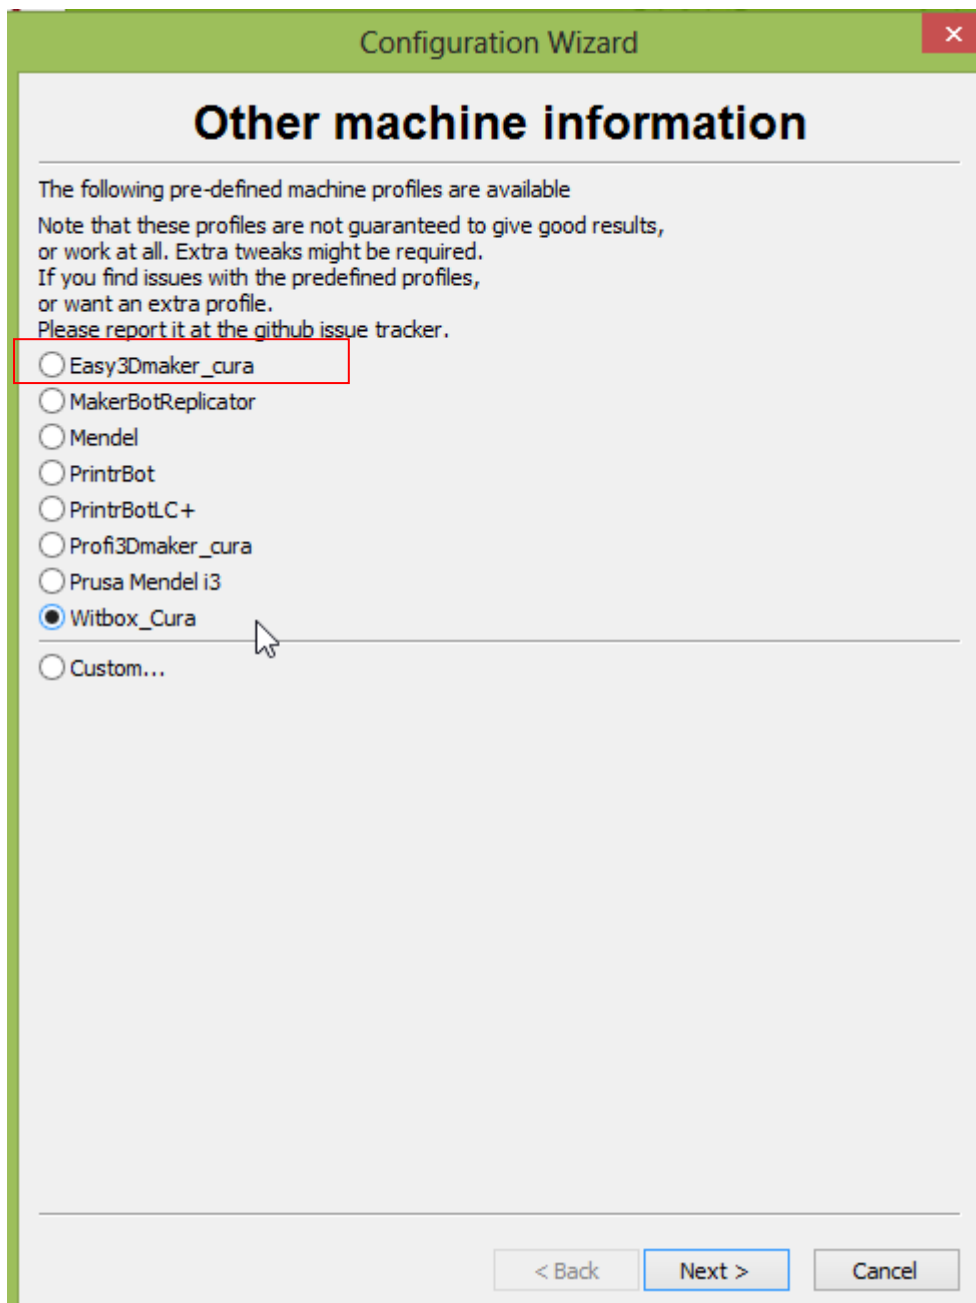 Configuration Wizard
Other machine information
The following pre-defined machine profiles are available
Note that these profiles are not guaranteed to give good results,
or work at all. Extra tweaks might be required.
If you find issues with the predefined profiles,
or want an extra profile.
Please report it at the github issue tracker.
Easy3Dmaker_cura
MakerBotReplicator
Mendel
PrintrBot
PrintrBotLC+
Profi3Dmaker_cura
Prusa Mendel i3
Witbox_Cura
Custom...
< Back Next > Cancel